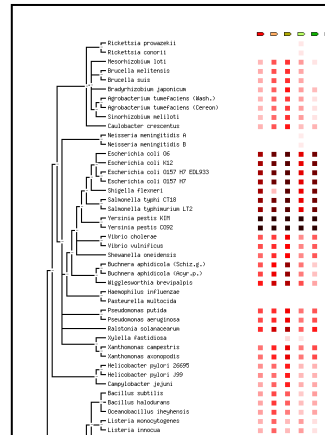 Rickettsia prowazekii
Rickettsia conorii
Mesorhizobium loti
Brucella melitensis
Brucella suis
Bradyrhizobium japonicum
Agrobacterium tumefaciens (Wash.)
Agrobacterium tumefaciens (Cereon)
Sinorhizobium meliloti
Caulobacter crescentus
Neisseria meningitidis A
Neisseria meningitidis B
Escherichia coli O6
Escherichia coli K12
Escherichia coli O157 H7 EDL933
Escherichia coli O157 H7
Shigella flexneri
Salmonella typhi CT18
Salmonella typhimurium LT2
Yersinia pestis KIM
Yersinia pestis CO92
Vibrio cholerae
Vibrio vulnificus
Shewanella oneidensis
Buchnera aphidicola (Schiz.g.)
Buchnera aphidicola (Acyr.p.)
Wigglesworthia brevipalpis
Haemophilus influenzae
Pasteurella multocida
Pseudomonas putida
Pseudomonas aeruginosa
Ralstonia solanacearum
Xylella fastidiosa
Xanthomonas campestris
Xanthomonas axonopodis
Helicobacter pylori 26695
Helicobacter pylori J99
Campylobacter jejuni
Bacillus subtilis
Bacillus halodurans
Oceanobacillus iheyensis
Listeria monocytogenes
Listeria innocua